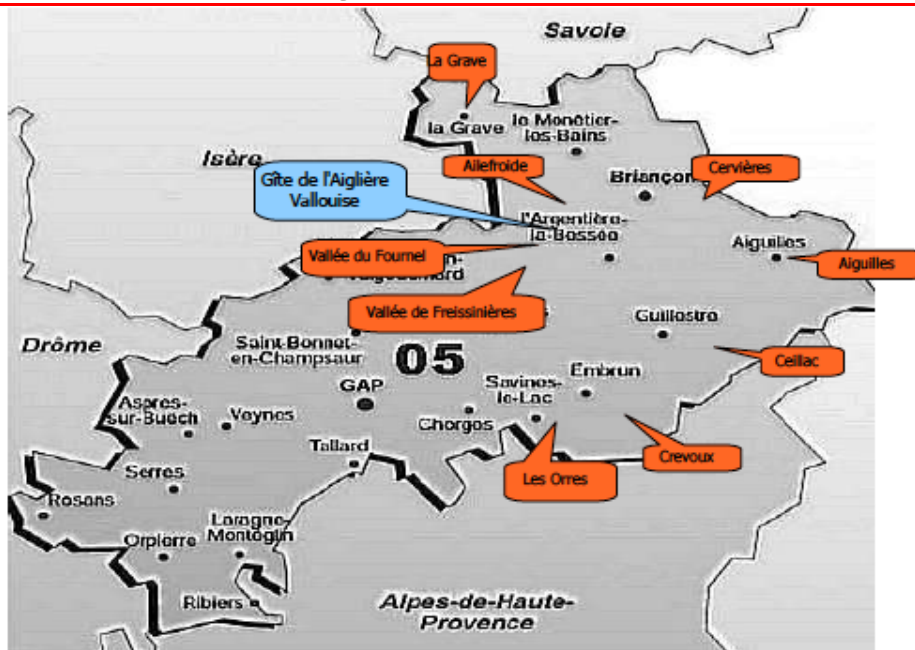 Savoie
La Grave
la Grave
le Monêtier-
les-Bains
Isère
Ailefroide
Cervières
Briançon
Gîte de l'Aiglière
Vallouise
l'Argentière-
la-Bessée
Aiguilles
Vallée du Fournel
Aiguilles
Vallée de Freissinières
Guillestre
Drôme
Saint-Bonnet-
en-Champsaur
05
Ceillac
GAP
Savines-
le-Lac
Embrun
Aspres-
sur-Buëch
Veynes
Chorges
Tallard
Crevoux
Les Orres
Serres
Rosans
Laragne-
Montéglin
Orpierre
Ribiers
Alpes-de-Haute-
Provence